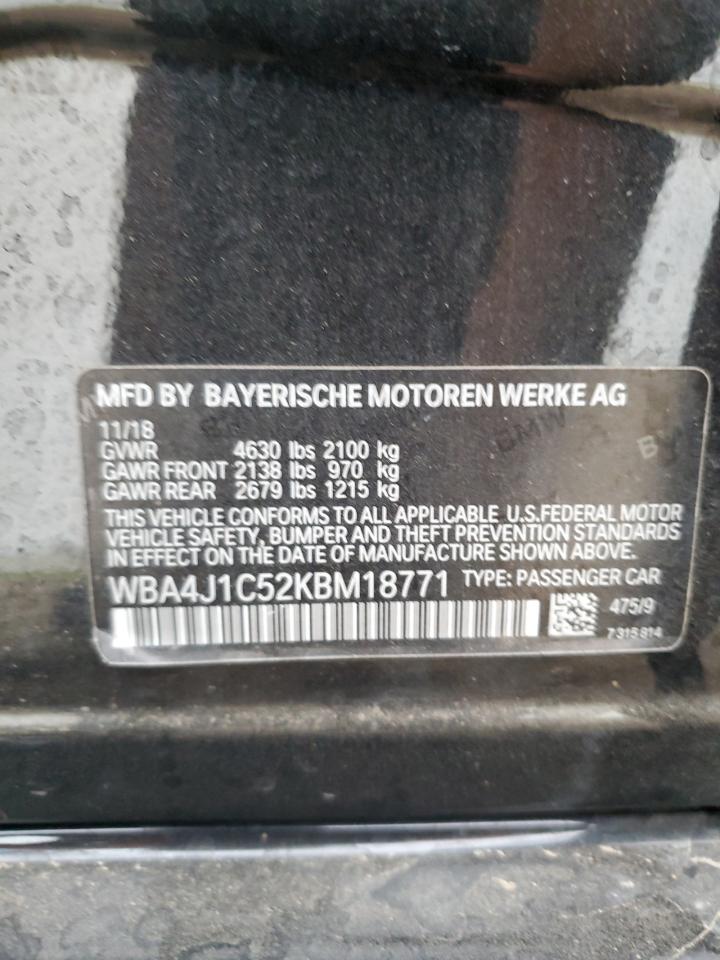 MFD BY BAYERISCHE MOTOREN WERKE AG
11/18
GVWR 4630 lbs 2100 kg
GAWR FRONT 2138 lbs 970 kg
GAWR REAR 2679 lbs 1215 kg
THIS VEHICLE CONFORMS TO ALL APPLICABLE U.S.FEDERAL MOTOR
VEHICLE SAFETY, BUMPER AND THEFT PREVENTION STANDARDS
IN EFFECT ON THE DATE OF MANUFACTURE SHOWN ABOVE.
WBA4J1C52KBM18771 TYPE: PASSENGER CAR
475/9
7315814
BMW